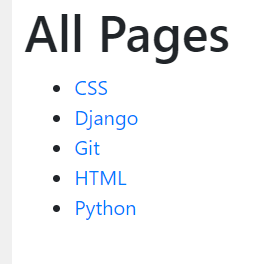 All Pages
CSS
Django
Git
HTML
Python